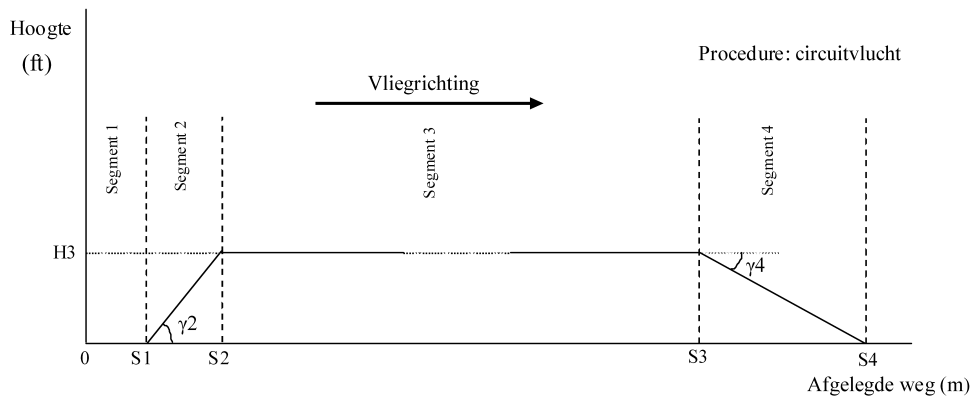 Hoogte
(ft)
Procedure: circuitvlucht
Vliegrichting
Segment 1
Segment 2
Segment 3
Segment 4
H3
γ2
γ4
0
S1
S2
S3
S4
Afgelegde weg (m)